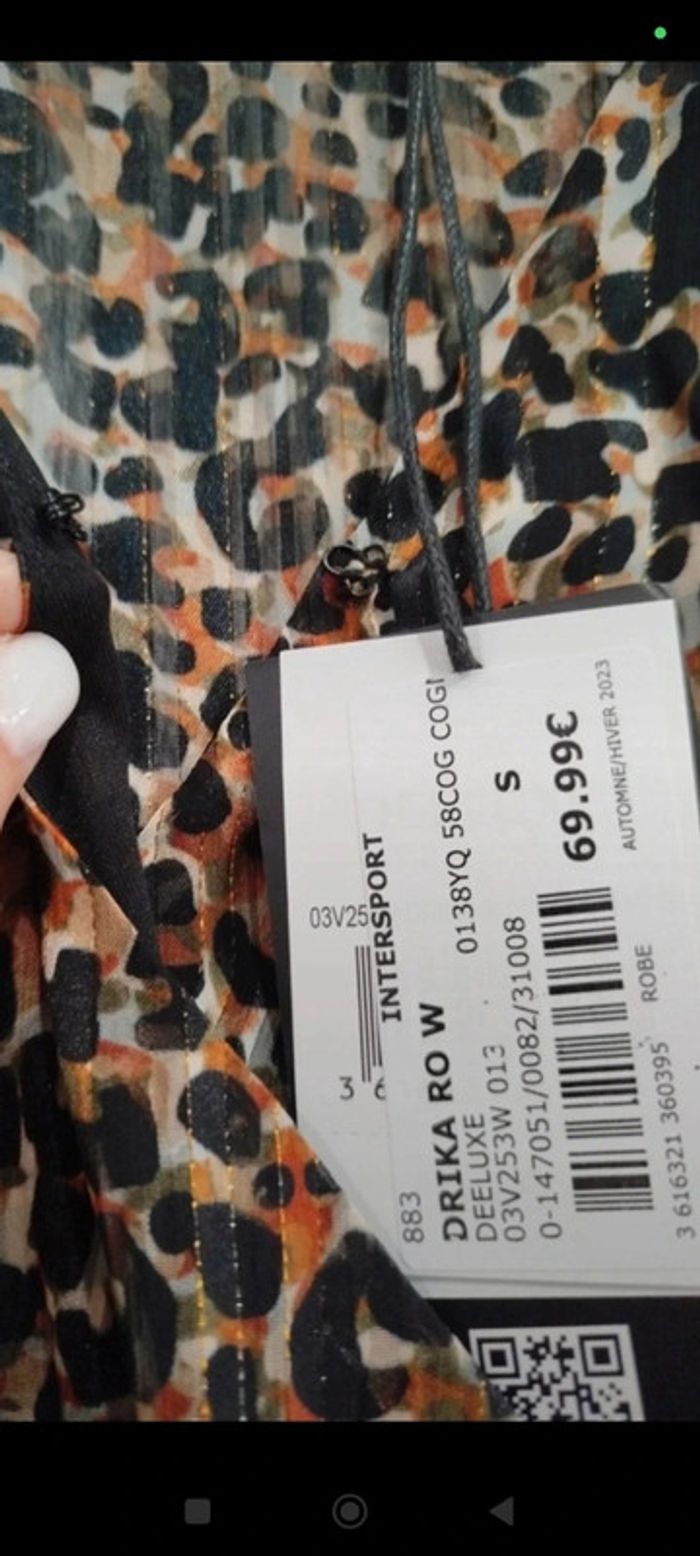 INTERSPORT
0138YQ 58COG COG
883
DRIKA RO W
DEELUXE
03V253W 013
S
0-147051/0082/31008
69.99€
AUTOMNE/HIVER 2023
ROBE
3 616321 360395
03V25
3